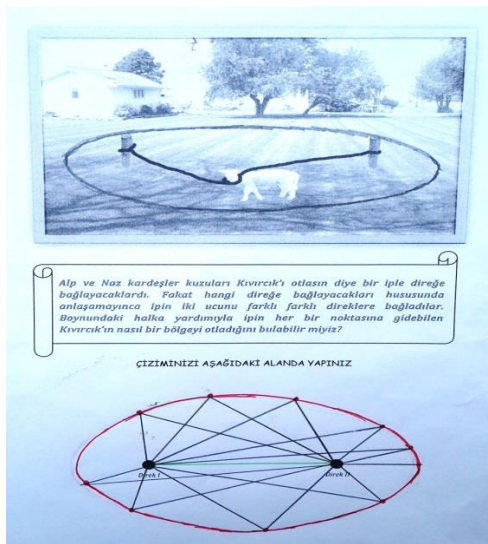 Alp ve Naz kardeşler kuzuları Kıvırcık'ı otlasın diye bir iple direğe
bağlayacaklardı. Fakat hangi direğe bağlayacakları hususunda
anlaşamayınca ipin iki ucunu farklı farklı direklere bağladılar.
Boynundaki halka yardımıyla ipin her bir noktasına gidebilen
Kıvırcık'ın nasıl bir bölgeyi otladığını bulabilir miyiz?
ÇİZİMİNİZİ AŞAĞIDAKİ ALANDA YAPINIZ
Direk I
Direk II